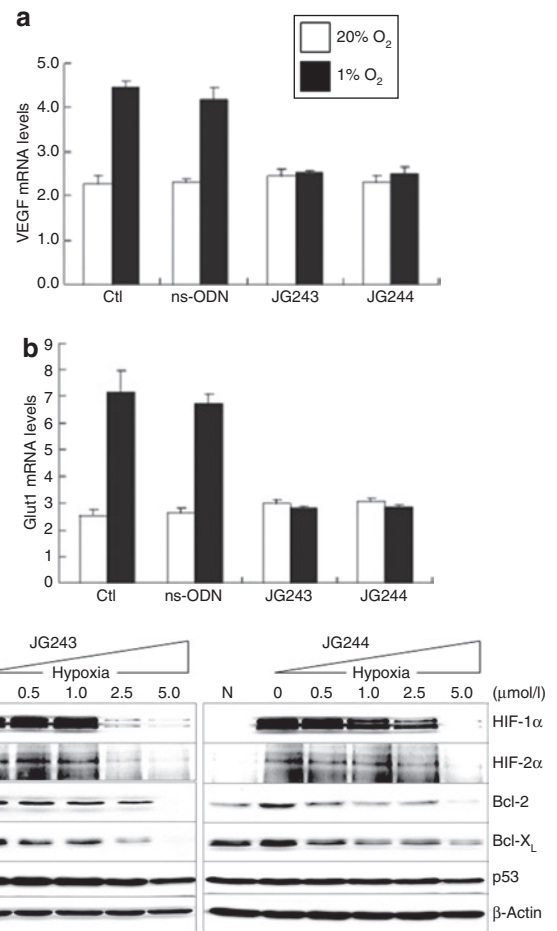 a
20% O2
1% O2
VEGF mRNA levels
5.0
4.0
3.0
2.0
1.0
0.0
Ctl ns-ODN JG243 JG244
b
Glut1 mRNA levels
9
8
7
6
5
4
3
2
1
0
Ctl ns-ODN JG243 JG244
JG243 JG244
Hypoxia Hypoxia
0.5 1.0 2.5 5.0 N 0 0.5 1.0 2.5 5.0 (μmol/l)
HIF-1α
HIF-2α
Bcl-2
Bcl-XL
p53
β-Actin